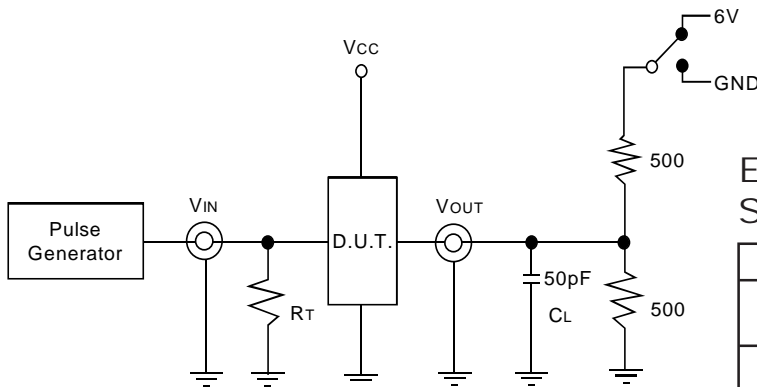 6V
VCC
GND
500
VIN
VOUT
Pulse
Generator
D.U.T.
50pF
RT
CL
500
E
S